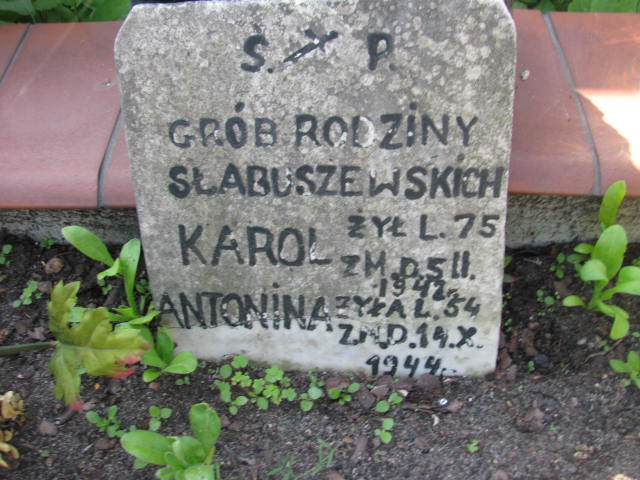 Ś. P.
GRÓB RODZINY
SŁABUSZEWSKICH
KAROL ŻYŁ L. 75
ZM. D. 5 II.
1942.
ANTONINA ŻYŁA L. 54
ZM. D. 14. X.
1944.